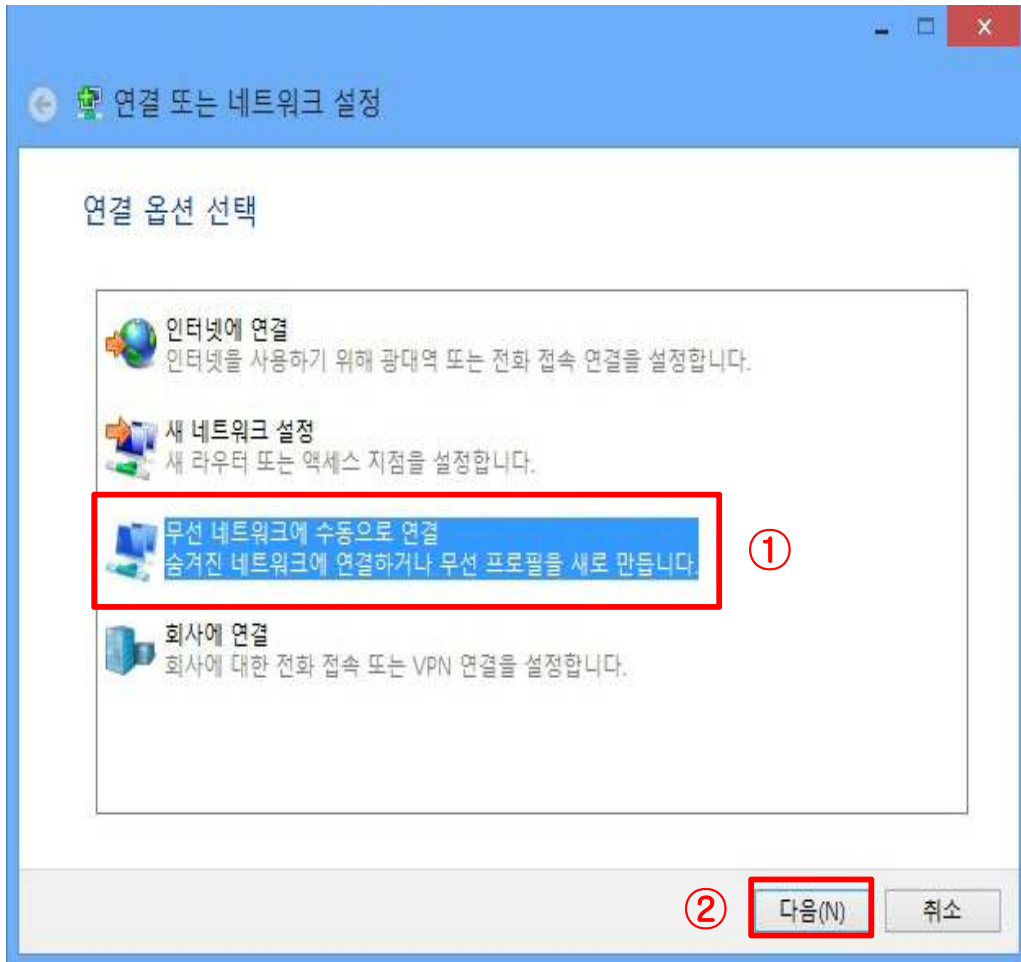 연결 또는 네트워크 설정
연결 옵션 선택
인터넷에 연결
인터넷을 사용하기 위해 광대역 또는 전화 접속 연결을 설정합니다.
새 네트워크 설정
새 라우터 또는 액세스 지점을 설정합니다.
무선 네트워크에 수동으로 연결
숨겨진 네트워크에 연결하거나 무선 프로필을 새로 만듭니다.
①
회사에 연결
회사에 대한 전화 접속 또는 VPN 연결을 설정합니다.
② 다음(N) 취소